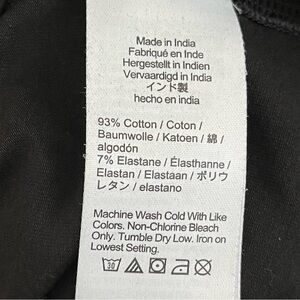 Made in India
Fabriqué en Inde
Hergestellt in Indien
Vervaardigd in India
インド製
hecho en india
93% Cotton / Coton /
Baumwolle / Katoen / 綿 /
algodón
7% Elastane / Élasthanne /
Elastan / Elastaan / ポリウ
レタン / elastano
Machine Wash Cold With Like
Colors. Non-Chlorine Bleach
Only. Tumble Dry Low. Iron on
Lowest Setting.
30